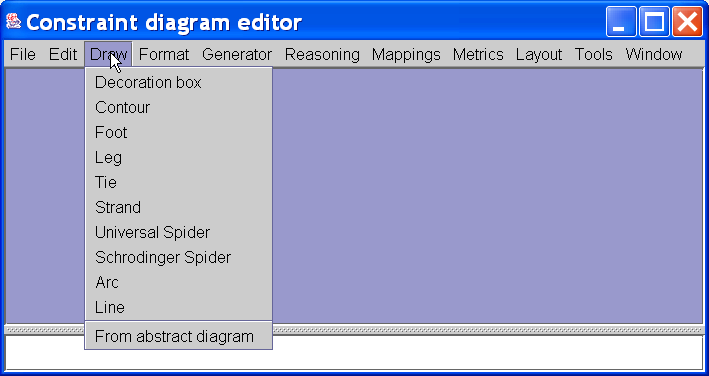 Constraint diagram editor
File Edit Draw Format Generator Reasoning Mappings Metrics Layout Tools Window
Decoration box
Contour
Foot
Leg
Tie
Strand
Universal Spider
Schrodinger Spider
Arc
Line
From abstract diagram